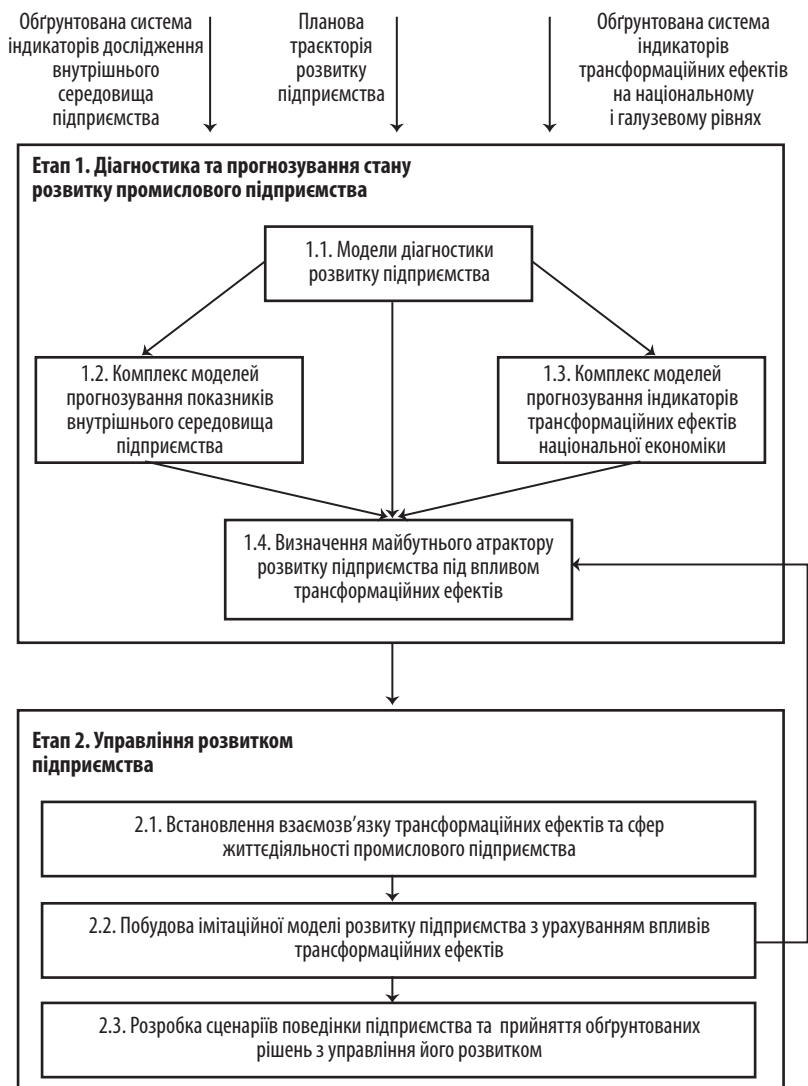 Обґрунтована система
індикаторів дослідження
внутрішнього
середовища
підприємства
Планова
траєкторія
розвитку
підприємства
Обґрунтована система
індикаторів
трансформаційних ефектів
на національному
і галузевому рівнях
Етап 1. Діагностика та прогнозування стану
розвитку промислового підприємства
1.1. Модели діагностики
розвитку підприємства
1.2. Комплекс моделей
прогнозування показників
внутрішнього середовища
підприємства
1.3. Комплекс моделей
прогнозування індикаторів
трансформаційних ефектів
національної економіки
1.4. Визначення майбутнього атрактору
розвитку підприємства під впливом
трансформаційних ефектів
Етап 2. Управління розвитком
підприємства
2.1. Встановлення взаємозв’язку трансформаційних ефектів та сфер
життєдіяльності промислового підприємства
2.2. Побудова імітаційної моделі розвитку підприємства з урахуванням впливів
трансформаційних ефектів
2.3. Розробка сценаріїв поведінки підприємства та прийняття обґрунтованих
рішень з управління його розвитком